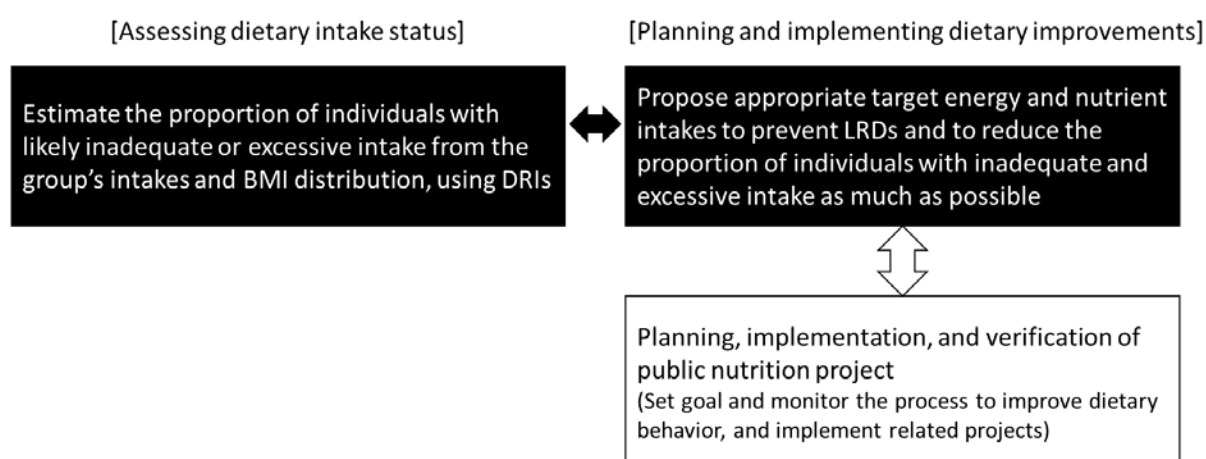 [Assessing dietary intake status]
Estimate the proportion of individuals with
likely inadequate or excessive intake from the
group's intakes and BMI distribution, using DRIs
[Planning and implementing dietary improvements]
Propose appropriate target energy and nutrient
intakes to prevent LRDs and to reduce the
proportion of individuals with inadequate and
excessive intake as much as possible
Planning, implementation, and verification of
public nutrition project
(Set goal and monitor the process to improve dietary
behavior, and implement related projects)